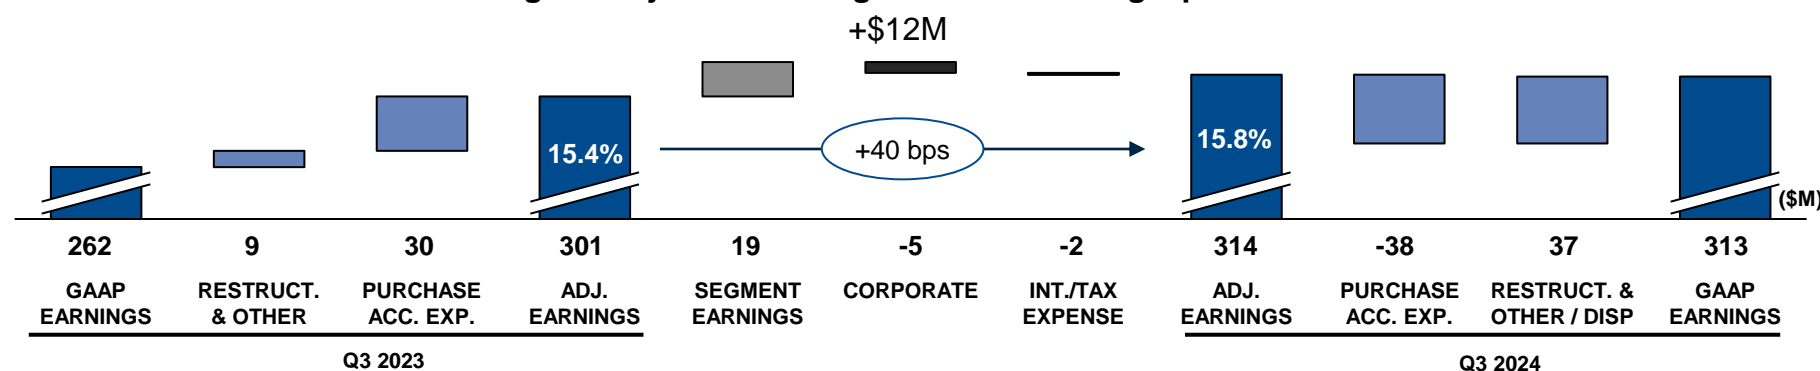 +$12M
15.4%
+40 bps
15.8%
($M)
262 9 30 301 19 -5 -2 314 -38 37 313
GAAP EARNINGS
RESTRUCT. & OTHER
PURCHASE ACC. EXP.
ADJ. EARNINGS
SEGMENT EARNINGS
CORPORATE
INT./TAX EXPENSE
ADJ. EARNINGS
PURCHASE ACC. EXP.
RESTRUCT. & OTHER / DISP
GAAP EARNINGS
Q3 2023
Q3 2024